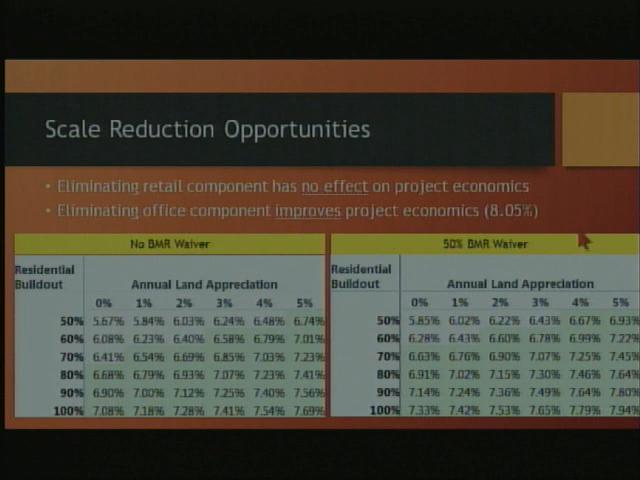 Scale Reduction Opportunities
• Eliminating retail component has no effect on project economics
• Eliminating office component improves project economics (8.05%)
No BMR Waiver
Residential
Buildout Annual Land Appreciation
0% 1% 2% 3% 4% 5%
50% 5.67% 5.84% 6.03% 6.24% 6.48% 6.74%
60% 6.08% 6.23% 6.40% 6.58% 6.79% 7.01%
70% 6.41% 6.54% 6.69% 6.85% 7.03% 7.23%
80% 6.68% 6.79% 6.93% 7.07% 7.23% 7.41%
90% 6.90% 7.00% 7.12% 7.25% 7.40% 7.56%
100% 7.08% 7.18% 7.28% 7.41% 7.54% 7.69%
50% BMR Waiver
Residential
Buildout Annual Land Appreciation
0% 1% 2% 3% 4% 5%
50% 5.85% 6.02% 6.22% 6.43% 6.67% 6.93%
60% 6.28% 6.43% 6.60% 6.78% 6.99% 7.22%
70% 6.63% 6.76% 6.90% 7.07% 7.25% 7.45%
80% 6.91% 7.02% 7.15% 7.30% 7.46% 7.64%
90% 7.14% 7.24% 7.36% 7.49% 7.64% 7.80%
100% 7.33% 7.42% 7.53% 7.65% 7.79% 7.94%